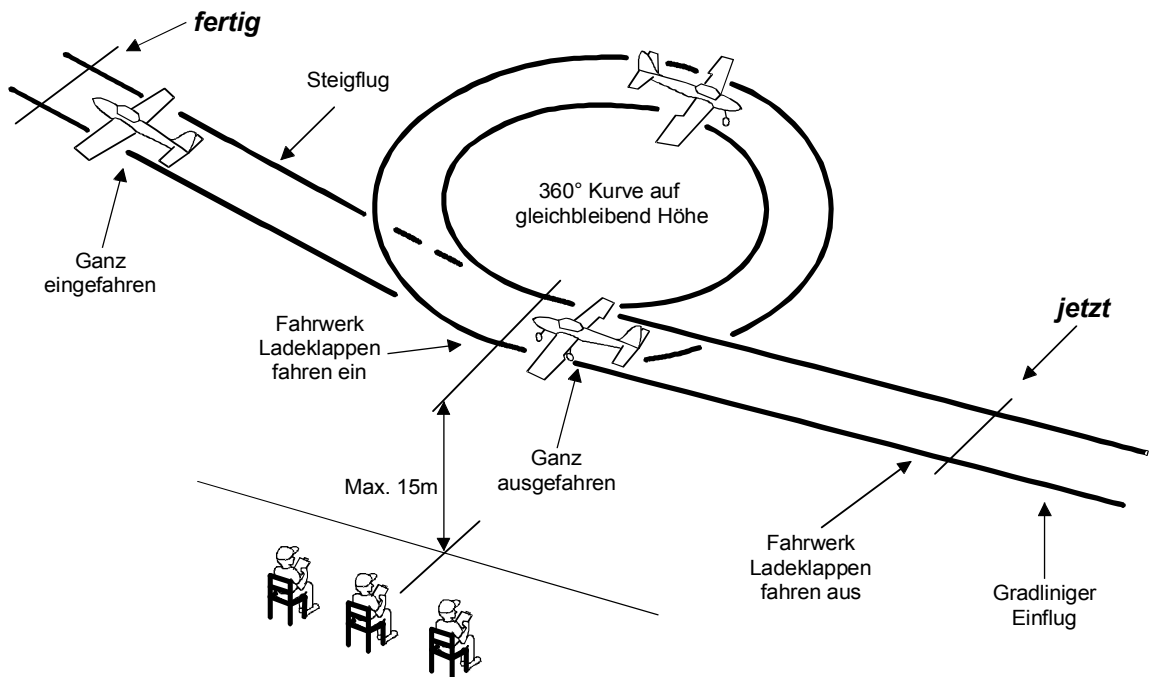 fertig
Steigflug
360° Kurve auf
gleichbleibend Höhe
Ganz
eingefahren
Fahrwerk
Ladeklappen
fahren ein
jetzt
Ganz
ausgefahren
Max. 15m
Fahrwerk
Ladeklappen
fahren aus
Gradliniger
Einflug